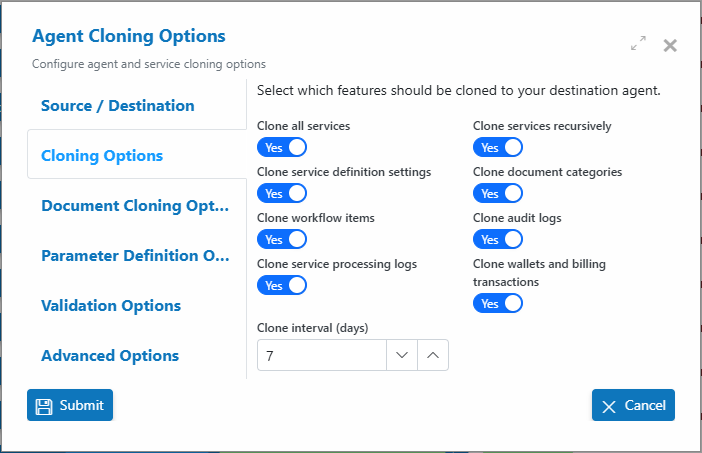 Agent Cloning Options
Configure agent and service cloning options
Source / Destination
Cloning Options
Document Cloning Opt...
Parameter Definition O...
Validation Options
Advanced Options
Select which features should be cloned to your destination agent.
Clone all services
Yes
Clone services recursively
Yes
Clone service definition settings
Yes
Clone document categories
Yes
Clone workflow items
Yes
Clone audit logs
Yes
Clone service processing logs
Yes
Clone wallets and billing
transactions
Yes
Clone interval (days)
7
Submit
Cancel